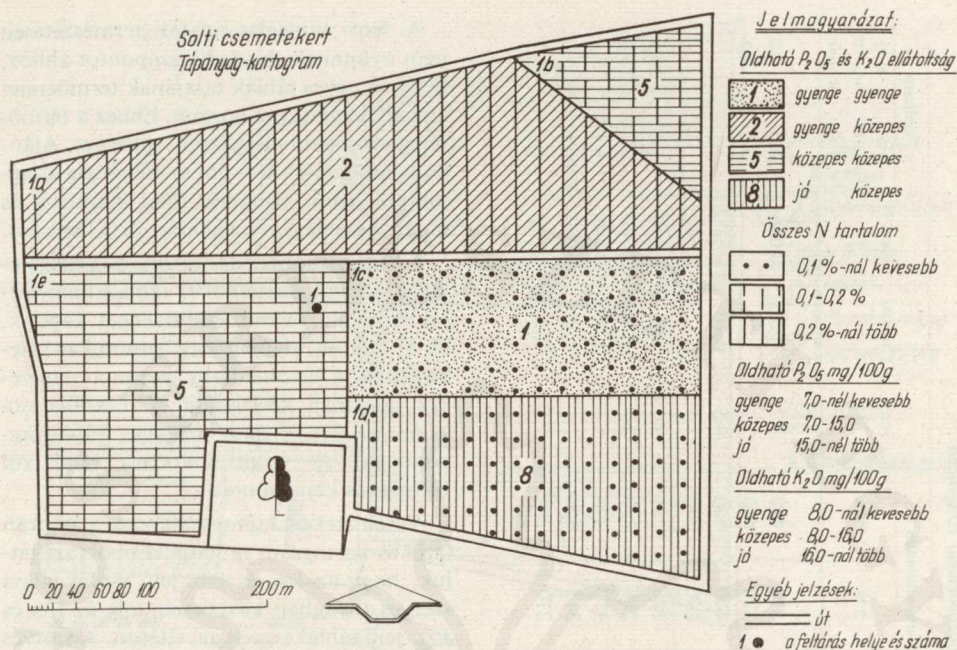 Solti csemetekert
Tápanyag-kartogram
1a
2
1b
5
1e
1
5
1c
1
1d
8
0 20 40 60 80 100 200 m
Jelmagyarázat:
Oldható P₂O₅ és K₂O ellátottság
1 gyenge gyenge
2 gyenge közepes
5 közepes közepes
8 jó közepes
Összes N tartalom
0,1 %-nál kevesebb
0,1-0,2 %
0,2 %-nál több
Oldható P₂O₅ mg/100g
gyenge 7,0-nél kevesebb
közepes 7,0-15,0
jó 15,0-nél több
Oldható K₂O mg/100g
gyenge 8,0-nál kevesebb
közepes 8,0-16,0
jó 16,0-nál több
Egyéb jelzések:
út
1 a feltárás helye és száma